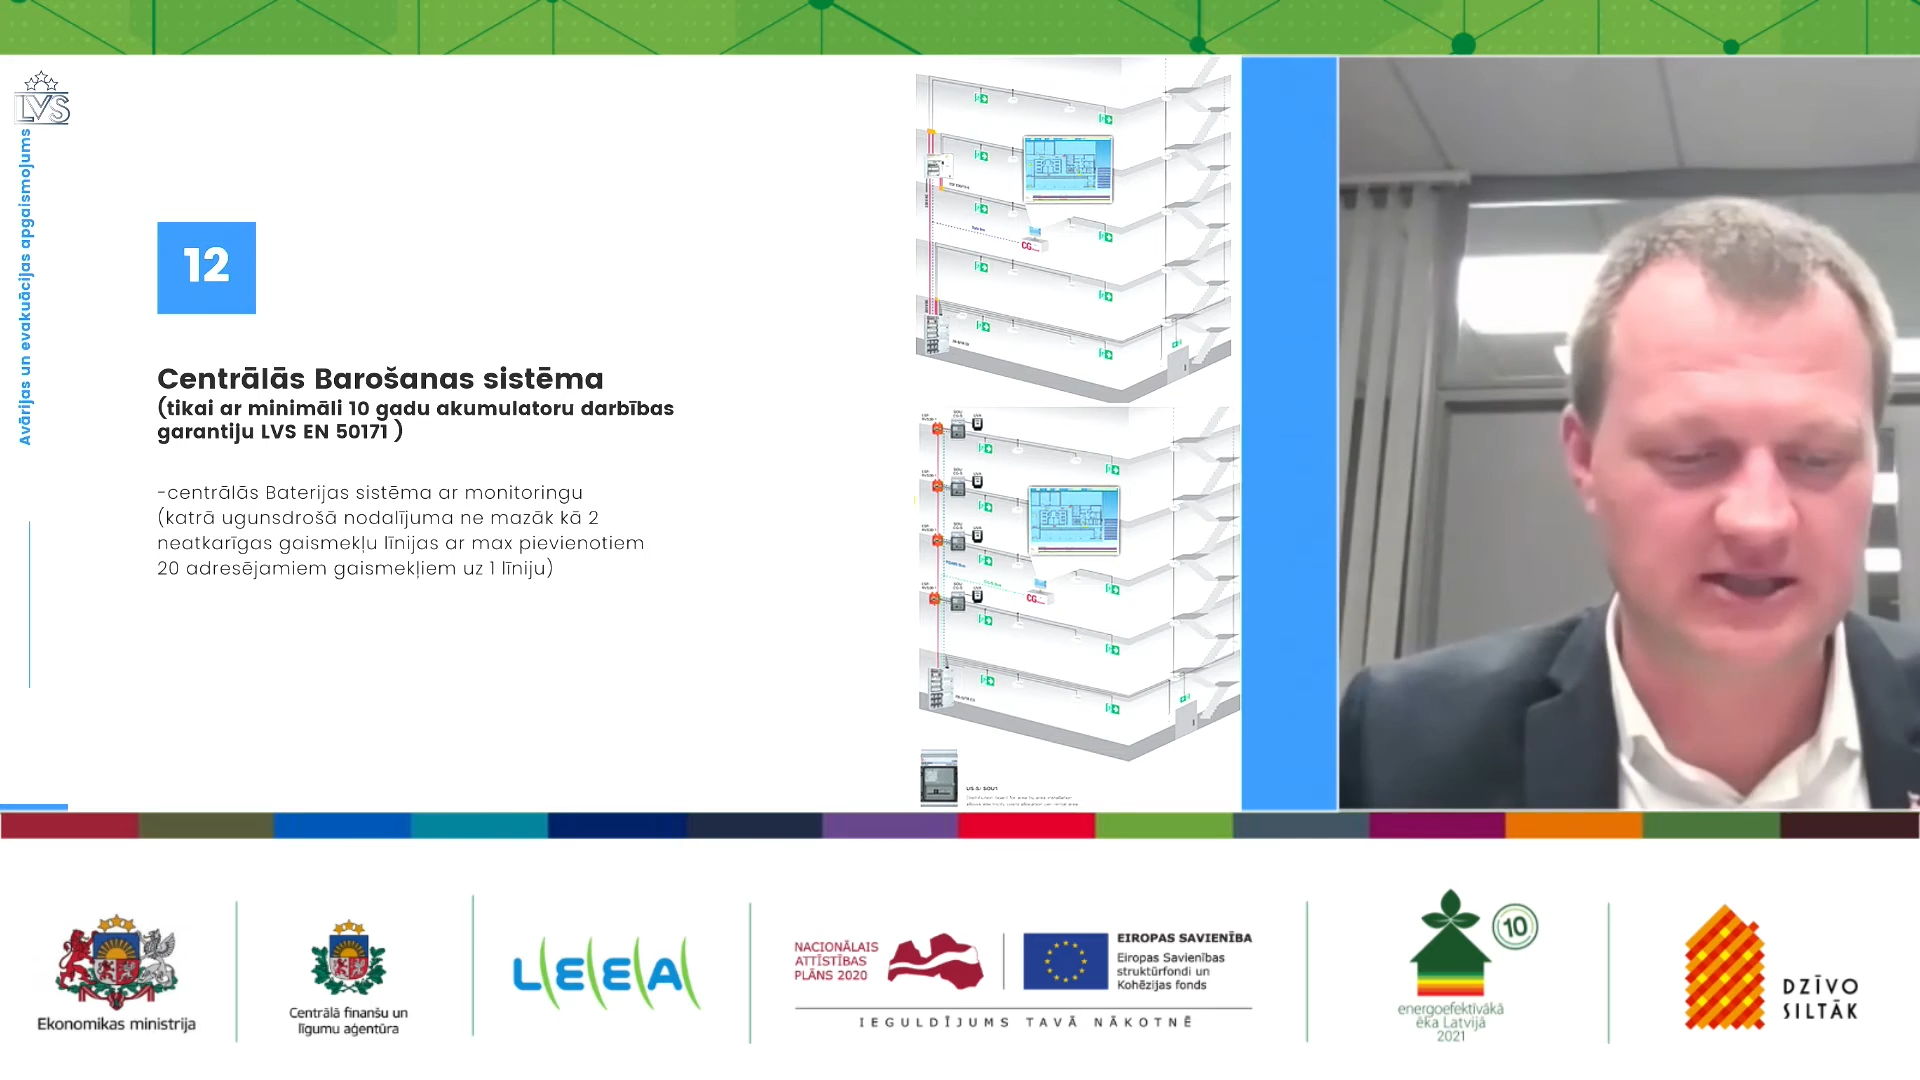 LVS
Avārijas un evakuācijas apgaismojums
12
Centrālās Barošanas sistēma
(tikai ar minimāli 10 gadu akumulatoru darbības
garantiju LVS EN 50171 )
-centrālās Baterijas sistēma ar monitoringu
(katrā ugunsdrošā nodalījuma ne mazāk kā 2
neatkarīgas gaismekļu līnijas ar max pievienotiem
20 adresējamiem gaismekļiem uz 1 līniju)
CG
CG
Ekonomikas ministrija
Centrālā finanšu un
līgumu aģentūra
LEEA
NACIONĀLAIS
ATTĪSTĪBAS
PLĀNS 2020
EIROPAS SAVIENĪBA
Eiropas Savienības
struktūrfondi un
Kohēzijas fonds
IEGULDĪJUMS TAVĀ NĀKOTNĒ
10
energoefektīvākā
ēka Latvijā
2021
DZĪVO
SILTĀK